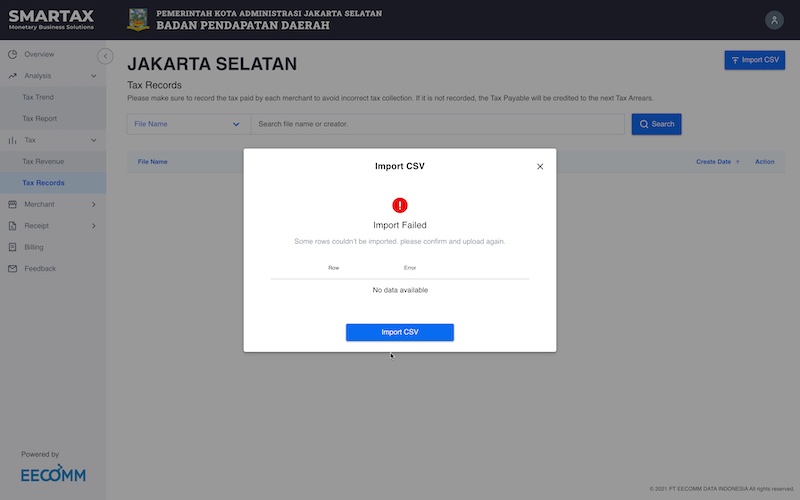 SMARTAX
Monetary Business Solutions
PEMERINTAH KOTA ADMINISTRASI JAKARTA SELATAN
BADAN PENDAPATAN DAERAH
Overview
Analysis
Tax Trend
Tax Report
Tax
Tax Revenue
Tax Records
Merchant
Receipt
Billing
Feedback
Powered by
EECOMM
JAKARTA SELATAN
Import CSV
Tax Records
Please make sure to record the tax paid by each merchant to avoid incorrect tax collection. If it is not recorded, the Tax Payable will be credited to the next Tax Arrears.
File Name
Search file name or creator.
Search
File Name
Create Date
Action
Import CSV
Import Failed
Some rows couldn't be imported, please confirm and upload again.
Row
Error
No data available
Import CSV
© 2021 PT EECOMM DATA INDONESIA All rights reserved.